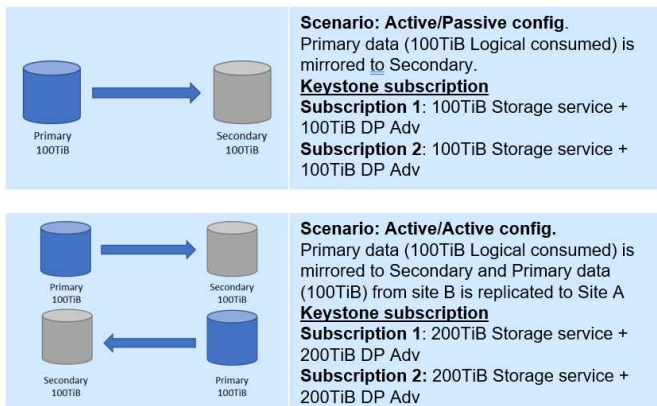 Scenario: Active/Passive config.
Primary data (100TiB Logical consumed) is
mirrored to Secondary.
Keystone subscription
Subscription 1: 100TiB Storage service +
100TiB DP Adv
Subscription 2: 100TiB Storage service +
100TiB DP Adv
Primary
100TiB
Secondary
100TiB
Scenario: Active/Active config.
Primary data (100TiB Logical consumed) is
mirrored to Secondary and Primary data
(100TiB) from site B is replicated to Site A
Keystone subscription
Subscription 1: 200TiB Storage service +
200TiB DP Adv
Subscription 2: 200TiB Storage service +
200TiB DP Adv
Primary
100TiB
Secondary
100TiB
Secondary
100TiB
Primary
100TiB